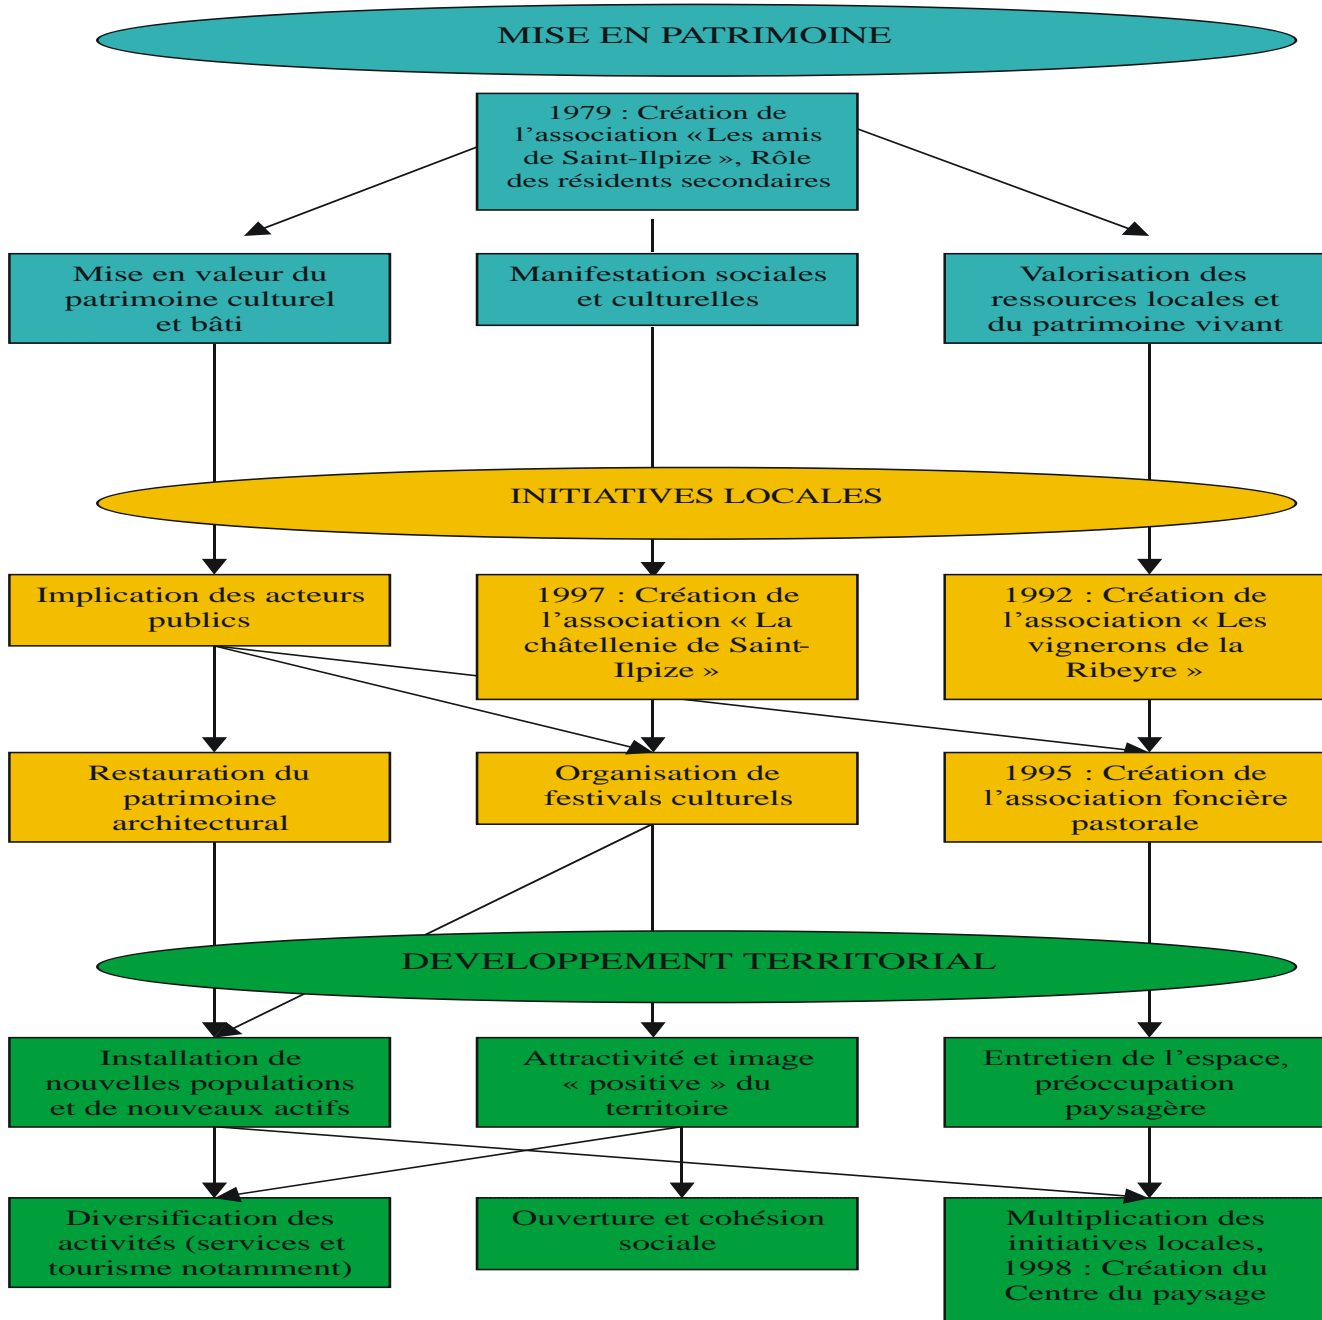 MISE EN PATRIMOINE
1979 : Création de
l'association « Les amis
de Saint-Ilpize », Rôle
des résidents secondaires
Mise en valeur du
patrimoine culturel
et bâti
Manifestation sociales
et culturelles
Valorisation des
ressources locales et
du patrimoine vivant
INITIATIVES LOCALES
Implication des acteurs
publics
1997 : Création de
l'association « La
châtellenie de Saint-
Ilpize »
1992 : Création de
l'association « Les
vignerons de la
Ribeyre »
Restauration du
patrimoine
architectural
Organisation de
festivals culturels
1995 : Création de
l'association foncière
pastorale
DEVELOPPEMENT TERRITORIAL
Installation de
nouvelles populations
et de nouveaux actifs
Attractivité et image
« positive » du
territoire
Entretien de l'espace,
préoccupation
paysagère
Diversification des
activités (services et
tourisme notamment)
Ouverture et cohésion
sociale
Multiplication des
initiatives locales,
1998 : Création du
Centre du paysage